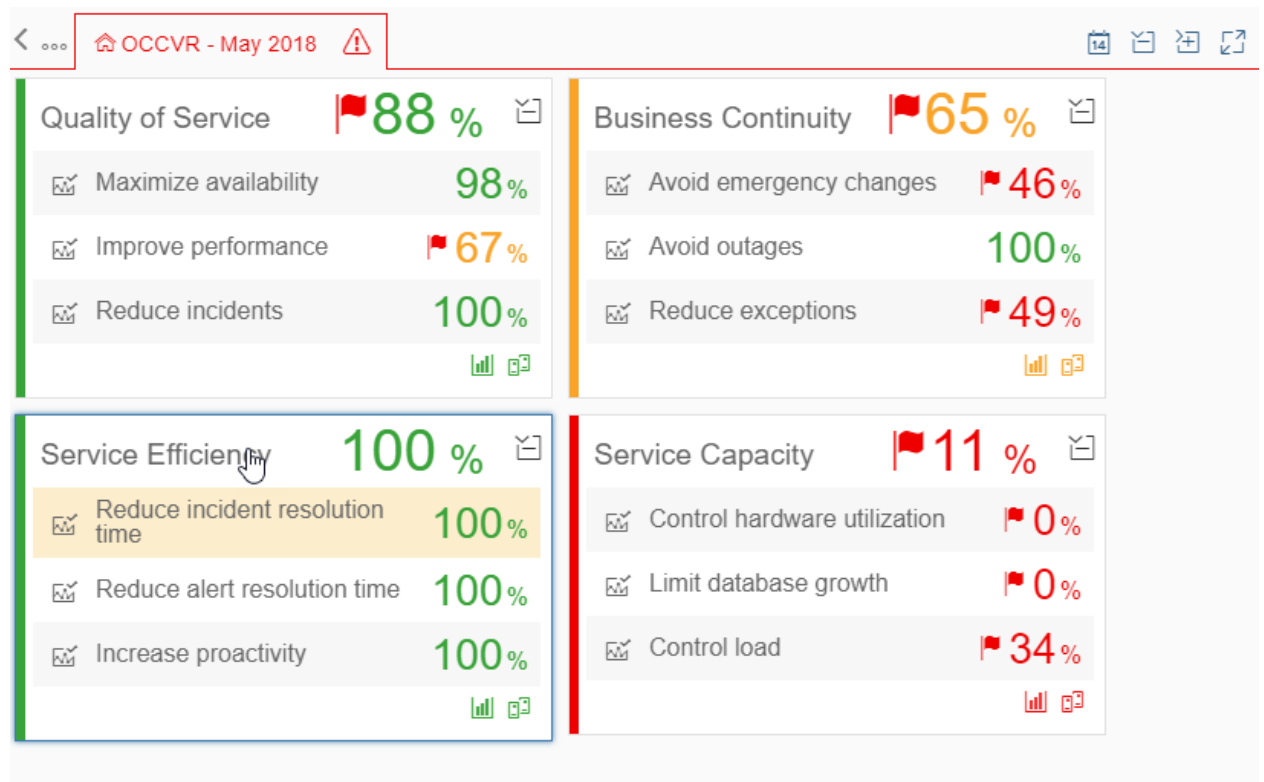 OCCVR - May 2018
14
Quality of Service 88 %
Maximize availability 98%
Improve performance 67%
Reduce incidents 100%
Business Continuity 65 %
Avoid emergency changes 46%
Avoid outages 100%
Reduce exceptions 49%
Service Efficiency 100 %
Reduce incident resolution
time 100%
Reduce alert resolution time 100%
Increase proactivity 100%
Service Capacity 11 %
Control hardware utilization 0%
Limit database growth 0%
Control load 34%